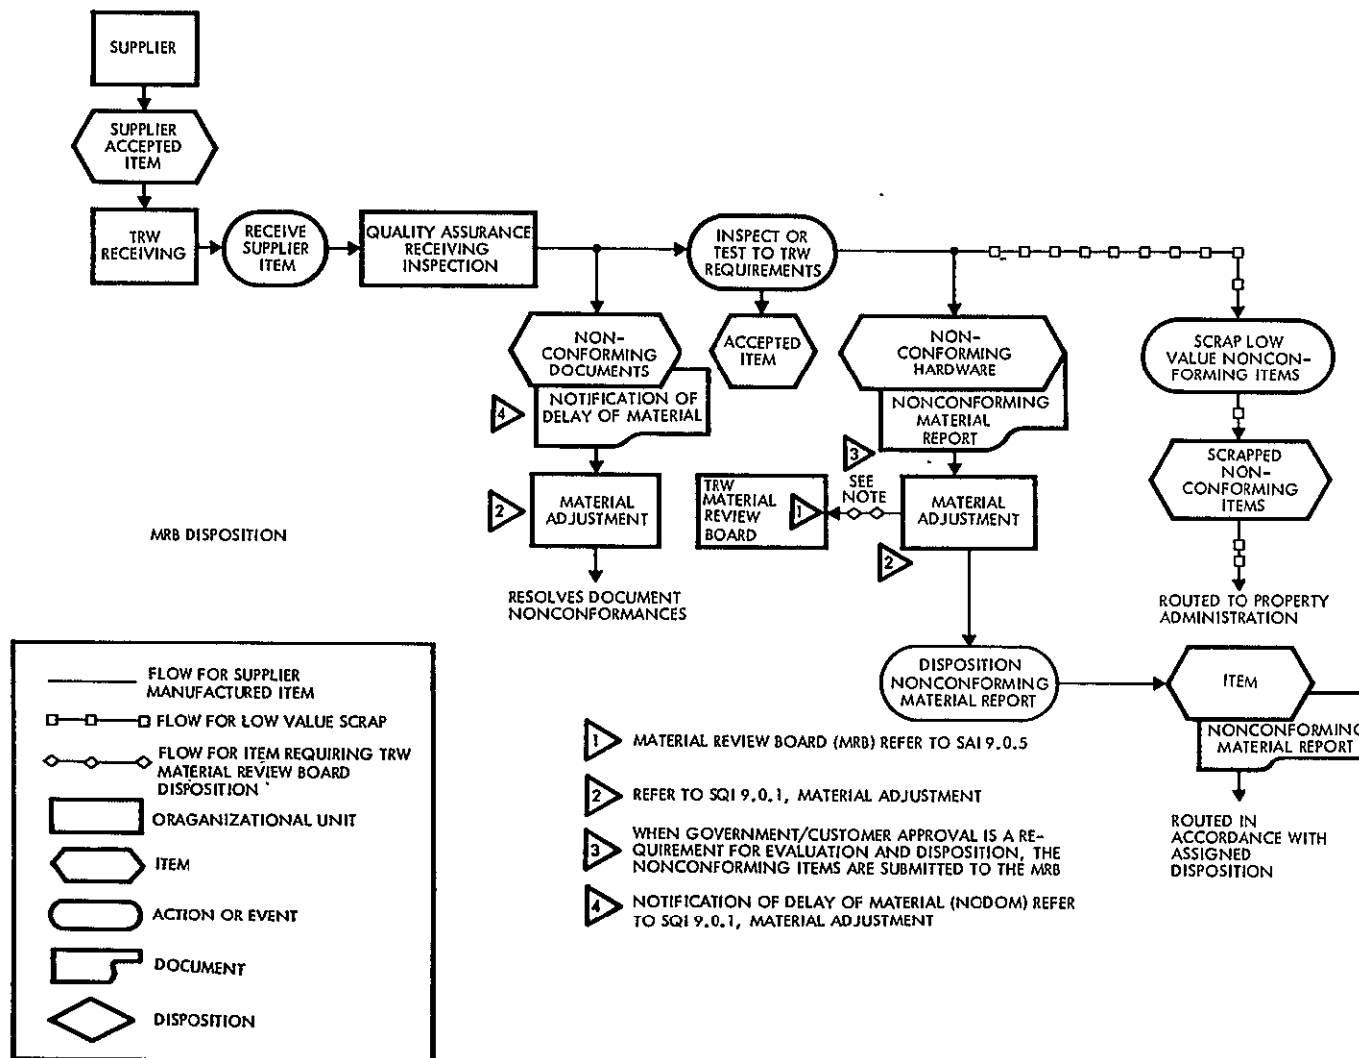 SUPPLIER
SUPPLIER
ACCEPTED
ITEM
TRW
RECEIVING
RECEIVE
SUPPLIER
ITEM
QUALITY ASSURANCE
RECEIVING
INSPECTION
INSPECT OR
TEST TO TRW
REQUIREMENTS
NON-
CONFORMING
DOCUMENTS
ACCEPTED
ITEM
NON-
CONFORMING
HARDWARE
SCRAP LOW
VALUE NONCON-
FORMING ITEMS
4
NOTIFICATION OF
DELAY OF MATERIAL
NONCONFORMING
MATERIAL
REPORT
3
SCRAPPED
NON-
CONFORMING
ITEMS
2
MATERIAL
ADJUSTMENT
TRW
MATERIAL
REVIEW
BOARD
1
SEE
NOTE
MATERIAL
ADJUSTMENT
2
MRB DISPOSITION
RESOLVES DOCUMENT
NONCONFORMANCES
ROUTED TO PROPERTY
ADMINISTRATION
DISPOSITION
NONCONFORMING
MATERIAL REPORT
ITEM
NONCONFORMING
MATERIAL REPORT
ROUTED IN
ACCORDANCE WITH
ASSIGNED
DISPOSITION
FLOW FOR SUPPLIER
MANUFACTURED ITEM
FLOW FOR LOW VALUE SCRAP
FLOW FOR ITEM REQUIRING TRW
MATERIAL REVIEW BOARD
DISPOSITION
ORAGANIZATIONAL UNIT
ITEM
ACTION OR EVENT
DOCUMENT
DISPOSITION
1 MATERIAL REVIEW BOARD (MRB) REFER TO SAI 9.0.5
2 REFER TO SQI 9.0.1, MATERIAL ADJUSTMENT
3 WHEN GOVERNMENT/CUSTOMER APPROVAL IS A RE-
QUIREMENT FOR EVALUATION AND DISPOSITION, THE
NONCONFORMING ITEMS ARE SUBMITTED TO THE MRB
4 NOTIFICATION OF DELAY OF MATERIAL (NODOM) REFER
TO SQI 9.0.1, MATERIAL ADJUSTMENT